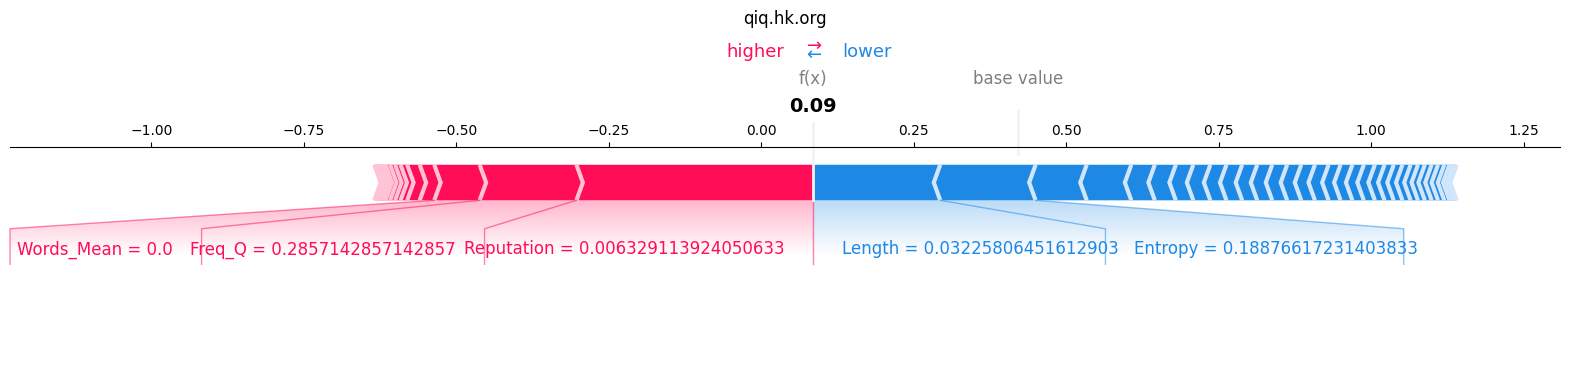 qiq.hk.org
higher ⇄ lower
f(x) base value
0.09
−1.00 −0.75 −0.50 −0.25 0.00 0.25 0.50 0.75 1.00 1.25
Words_Mean = 0.0 Freq_Q = 0.2857142857142857 Reputation = 0.006329113924050633 Length = 0.03225806451612903 Entropy = 0.18876617231403833